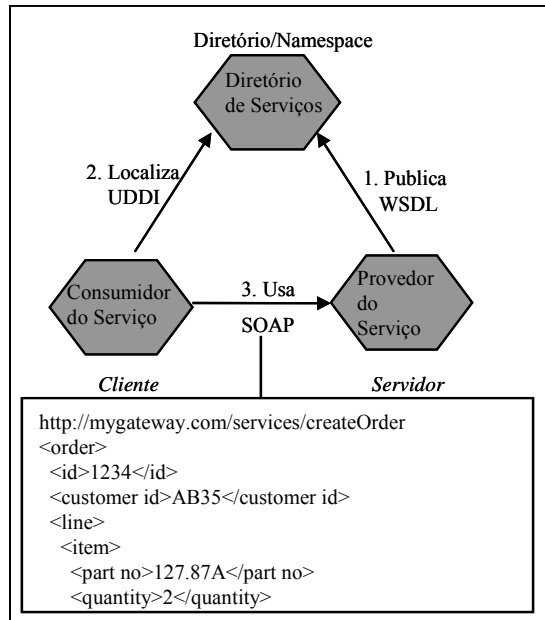 Diretório/Namespace
Diretório
de Serviços
2. Localiza
UDDI
1. Publica
WSDL
Consumidor
do Serviço
3. Usa
SOAP
Provedor
do
Serviço
Cliente
Servidor
http://mygateway.com/services/createOrder
<order>
<id>1234</id>
<customer id>AB35</customer id>
<line>
<item>
<part no>127.87A</part no>
<quantity>2</quantity>